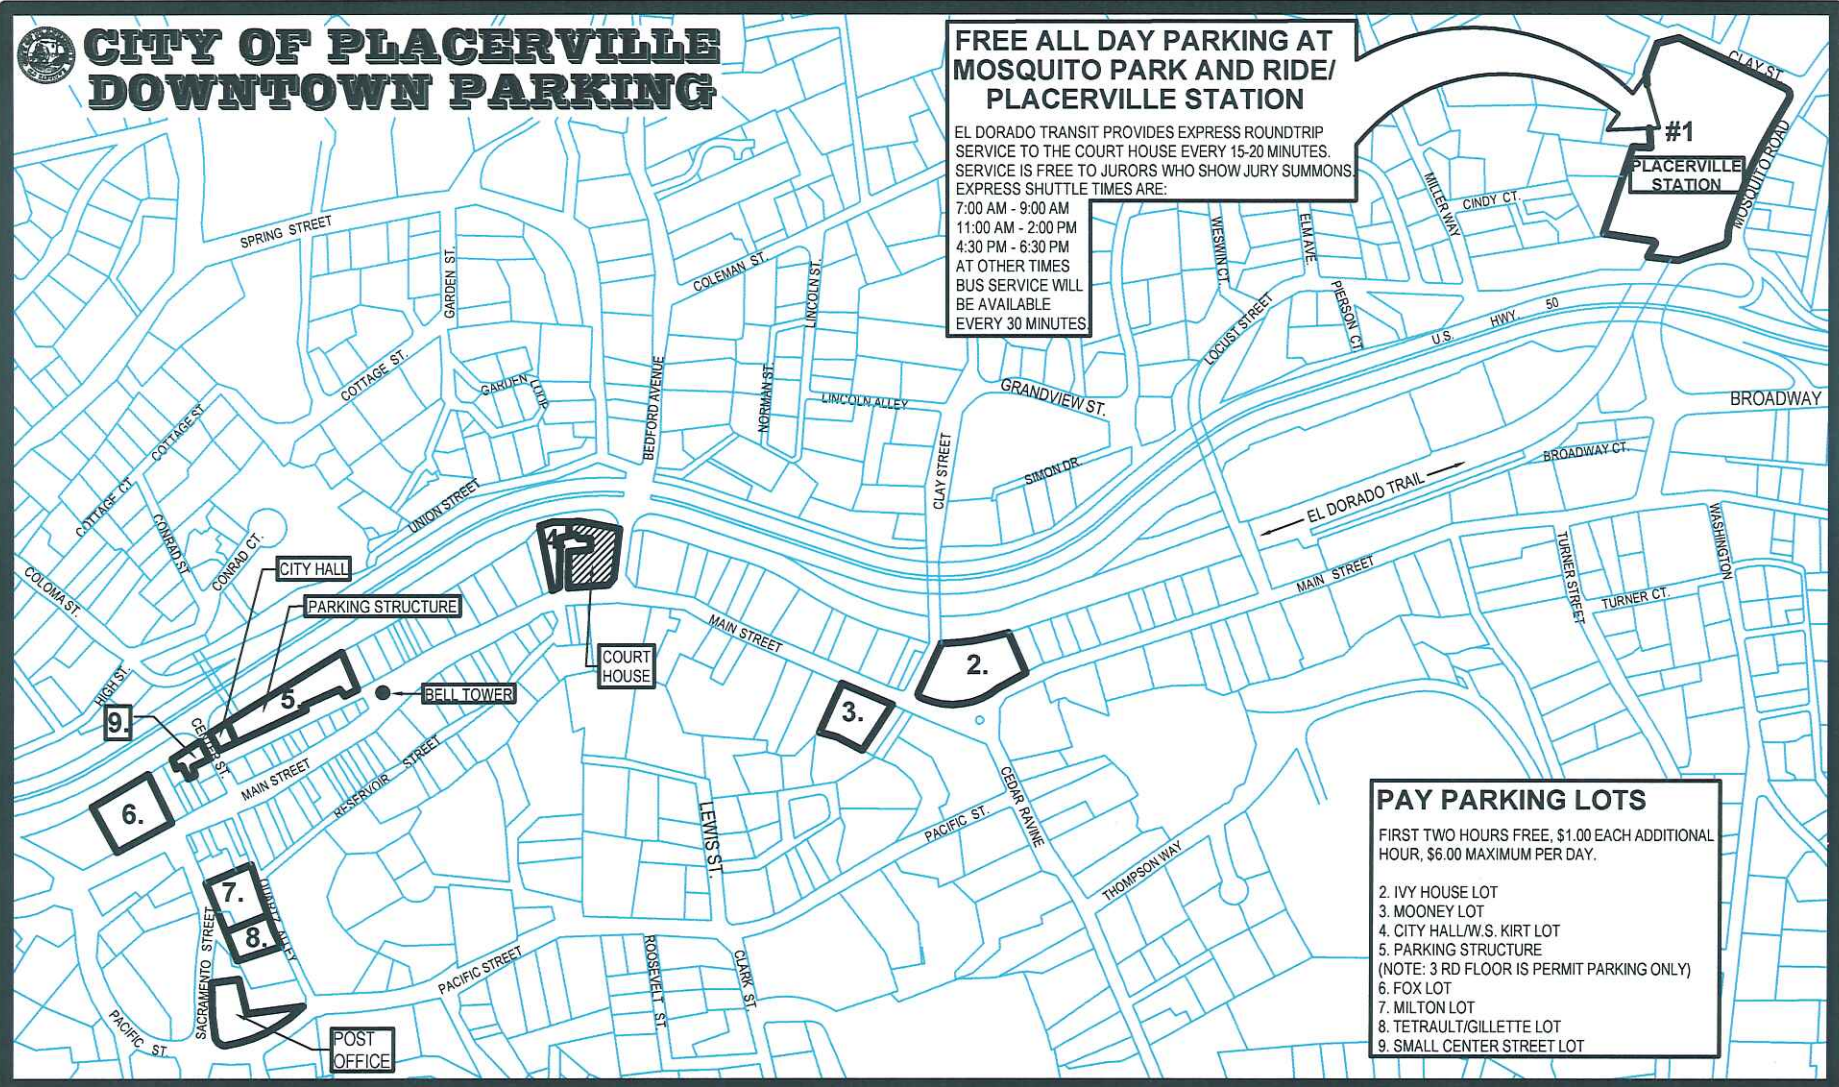 CITY OF PLACERVILLE
DOWNTOWN PARKING
FREE ALL DAY PARKING AT
MOSQUITO PARK AND RIDE/
PLACERVILLE STATION
EL DORADO TRANSIT PROVIDES EXPRESS ROUNDTRIP
SERVICE TO THE COURT HOUSE EVERY 15-20 MINUTES.
SERVICE IS FREE TO JURORS WHO SHOW JURY SUMMONS.
EXPRESS SHUTTLE TIMES ARE:
7:00 AM - 9:00 AM
11:00 AM - 2:00 PM
4:30 PM - 6:30 PM
AT OTHER TIMES
BUS SERVICE WILL
BE AVAILABLE
EVERY 30 MINUTES.
CLAY ST.
#1
PLACERVILLE
STATION
MOSQUITO ROAD
MILLER WAY
CINDY CT.
WESWIN CT.
ELM AVE.
PIERSON CT.
LOCUST STREET
U.S. HWY. 50
BROADWAY
SPRING STREET
GARDEN ST.
COLEMAN ST.
LINCOLN ST.
COTTAGE ST.
GARDEN LOOP
BEDFORD AVENUE
NORMAN ST.
LINCOLN ALLEY
GRANDVIEW ST.
COTTAGE ST
COTTAGE CT
CONRAD ST.
CONRAD CT.
UNION STREET
CLAY STREET
SIMON DR.
EL DORADO TRAIL
BROADWAY CT.
WASHINGTON
TURNER STREET
TURNER CT.
MAIN STREET
COLOMA ST.
CITY HALL
PARKING STRUCTURE
4.
COURT
HOUSE
MAIN STREET
HIGH ST.
9.
CENTER ST.
5.
BELL TOWER
2.
3.
6.
MAIN STREET
RESERVOIR STREET
LEWIS ST.
PACIFIC ST.
CEDAR RAVINE
THOMPSON WAY
7.
8.
QUARTZ ALLEY
SACRAMENTO STREET
PACIFIC STREET
ROOSEVELT ST
CLARK ST.
PACIFIC ST.
POST
OFFICE
PAY PARKING LOTS
FIRST TWO HOURS FREE, $1.00 EACH ADDITIONAL
HOUR, $6.00 MAXIMUM PER DAY.
2. IVY HOUSE LOT
3. MOONEY LOT
4. CITY HALL/W.S. KIRT LOT
5. PARKING STRUCTURE
(NOTE: 3 RD FLOOR IS PERMIT PARKING ONLY)
6. FOX LOT
7. MILTON LOT
8. TETRAULT/GILLETTE LOT
9. SMALL CENTER STREET LOT